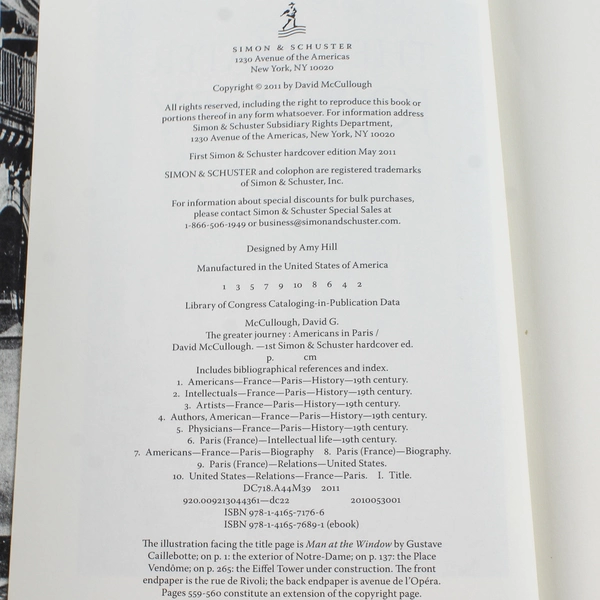 SIMON & SCHUSTER
1230 Avenue of the Americas
New York, NY 10020
Copyright © 2011 by David McCullough
All rights reserved, including the right to reproduce this book or
portions thereof in any form whatsoever. For information address
Simon & Schuster Subsidiary Rights Department,
1230 Avenue of the Americas, New York, NY 10020
First Simon & Schuster hardcover edition May 2011
SIMON & SCHUSTER and colophon are registered trademarks
of Simon & Schuster, Inc.
For information about special discounts for bulk purchases,
please contact Simon & Schuster Special Sales at
1-866-506-1949 or business@simonandschuster.com.
Designed by Amy Hill
Manufactured in the United States of America
1 3 5 7 9 10 8 6 4 2
Library of Congress Cataloging-in-Publication Data
McCullough, David G.
The greater journey : Americans in Paris /
David McCullough. —1st Simon & Schuster hardcover ed.
p. cm
Includes bibliographical references and index.
1. Americans—France—Paris—History—19th century.
2. Intellectuals—France—Paris—History—19th century.
3. Artists—France—Paris—History—19th century.
4. Authors, American—France—Paris—History—19th century.
5. Physicians—France—Paris—History—19th century.
6. Paris (France)—Intellectual life—19th century.
7. Americans—France—Paris—Biography 8. Paris (France)—Biography.
9. Paris (France)—Relations—United States.
10. United States—Relations—France—Paris. I. Title.
DC718.A44M39 2011
920.009213044361—dc22 2010053001
ISBN 978-1-4165-7176-6
ISBN 978-1-4165-7689-1 (ebook)
The illustration facing the title page is Man at the Window by Gustave
Caillebotte; on p. 1: the exterior of Notre-Dame; on p. 137: the Place
Vendôme; on p. 265: the Eiffel Tower under construction. The front
endpaper is the rue de Rivoli; the back endpaper is avenue de l'Opéra.
Pages 559-560 constitute an extension of the copyright page.